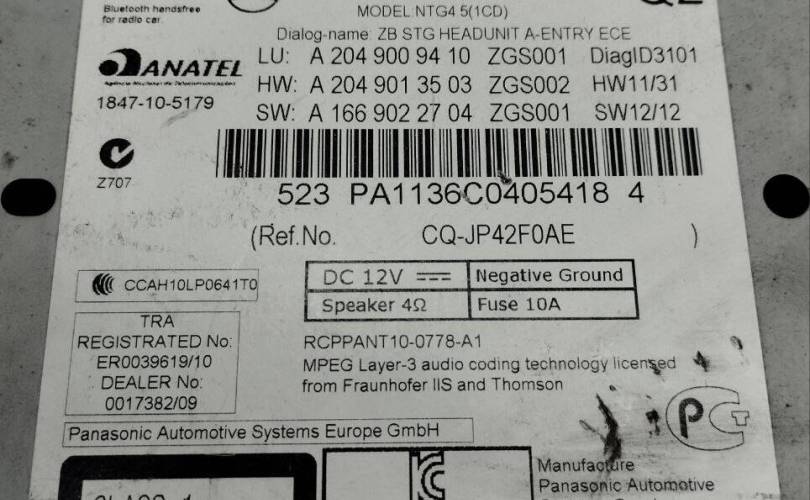 Bluetooth handsfree
for radio car
MODEL:NTG4 5(1CD)
Dialog-name: ZB STG HEADUNIT A-ENTRY ECE
ANATEL
1847-10-5179
LU: A 204 900 94 10 ZGS001 DiagID3101
HW: A 204 901 35 03 ZGS002 HW11/31
SW: A 166 902 27 04 ZGS001 SW12/12
Z707
523 PA1136C0405418 4
(Ref.No. CQ-JP42F0AE )
CCAH10LP0641T0
DC 12V Negative Ground
Speaker 4Ω Fuse 10A
TRA
REGISTRATED No:
ER0039619/10
DEALER No:
0017382/09
RCPPANT10-0778-A1
MPEG Layer-3 audio coding technology licensed
from Fraunhofer IIS and Thomson
Panasonic Automotive Systems Europe GmbH
Manufacture
Panasonic Automotive